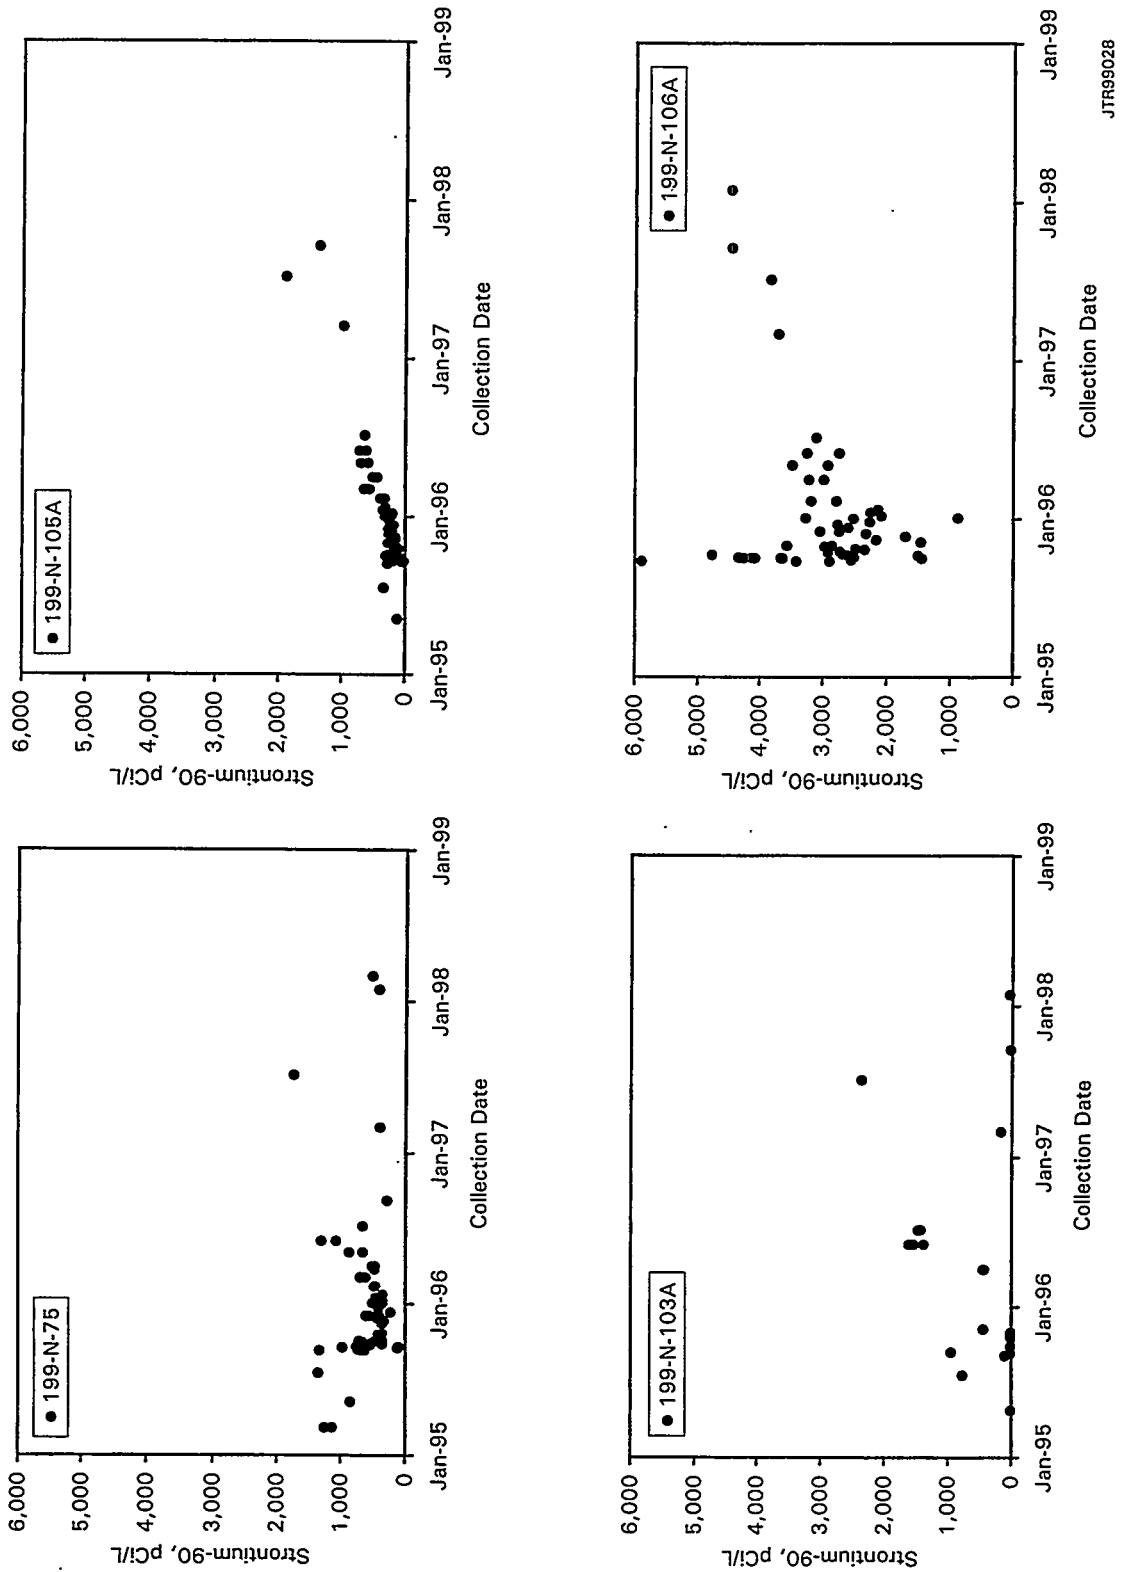 199-N-75
Strontium-90, pCi/L
6,000
5,000
4,000
3,000
2,000
1,000
0
Jan-95
Jan-96
Jan-97
Jan-98
Jan-99
Collection Date
199-N-105A
Strontium-90, pCi/L
6,000
5,000
4,000
3,000
2,000
1,000
0
Jan-95
Jan-96
Jan-97
Jan-98
Jan-99
Collection Date
199-N-103A
Strontium-90, pCi/L
6,000
5,000
4,000
3,000
2,000
1,000
0
Jan-95
Jan-96
Jan-97
Jan-98
Jan-99
Collection Date
199-N-106A
Strontium-90, pCi/L
6,000
5,000
4,000
3,000
2,000
1,000
0
Jan-95
Jan-96
Jan-97
Jan-98
Jan-99
Collection Date
JTR99028